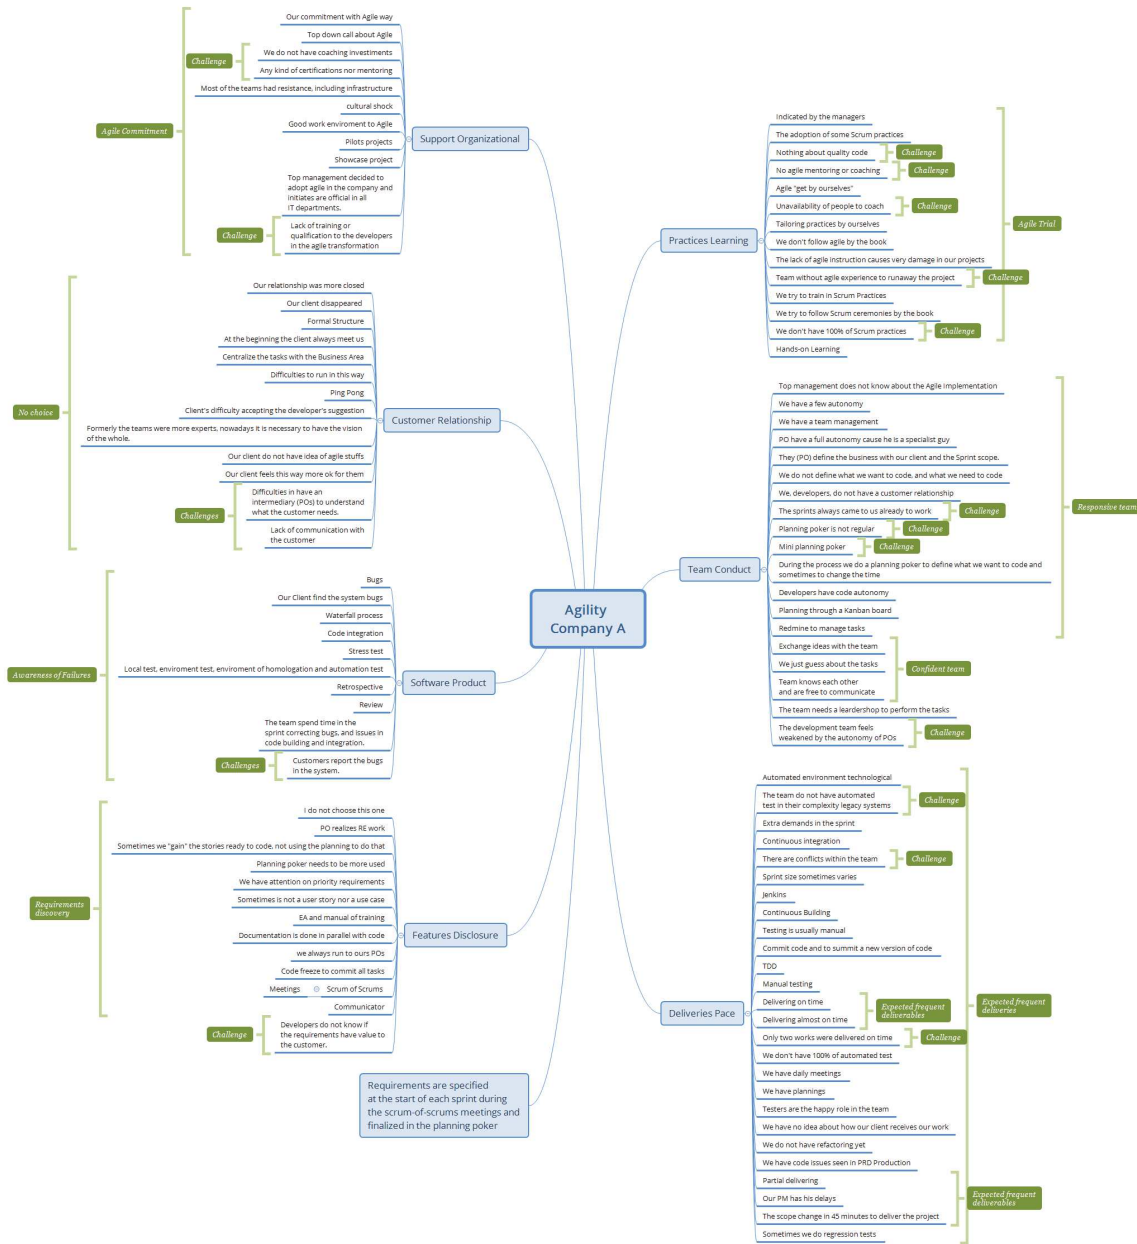 Our commitment with Agile way
Top down call about Agile
Challenge
We do not have coaching investiments
Any kind of certifications nor mentoring
Most of the teams had resistance, including infrastructure
cultural shock
Agile Commitment
Good work enviroment to Agile
Support Organizational
Pilots projects
Showcase project
Top management decided to
adopt agile in the company and
initiates are official in all
IT departments.
Challenge
Lack of training or
qualification to the developers
in the agile transformation
Our relationship was more closed
Our client disappeared
Formal Structure
At the beginning the client always meet us
Centralize the tasks with the Business Area
Difficulties to run in this way
Ping Pong
No choice
Client's difficulty accepting the developer's suggestion
Customer Relationship
Formerly the teams were more experts, nowadays it is necessary to have the vision
of the whole.
Our client do not have idea of agile stuffs
Our client feels this way more ok for them
Challenges
Difficulties in have an
intermediary (POs) to understand
what the customer needs.
Lack of communication with
the customer
Bugs
Our Client find the system bugs
Waterfall process
Code integration
Stress test
Awareness of Failures
Local test, enviroment test, enviroment of homologation and automation test
Software Product
Retrospective
Review
The team spend time in the
sprint correcting bugs, and issues in
code building and integration.
Challenges
Customers report the bugs
in the system.
I do not choose this one
PO realizes RE work
Sometimes we "gain" the stories ready to code, not using the planning to do that
Planning poker needs to be more used
We have attention on priority requirements
Requirements
discovery
Sometimes is not a user story nor a use case
EA and manual of training
Documentation is done in parallel with code
Features Disclosure
we always run to ours POs
Code freeze to commit all tasks
Meetings
Scrum of Scrums
Communicator
Challenge
Developers do not know if
the requirements have value to
the customer.
Requirements are specified
at the start of each sprint during
the scrum-of-scrums meetings and
finalized in the planning poker
Agility
Company A
Practices Learning
Indicated by the managers
The adoption of some Scrum practices
Nothing about quality code
Challenge
No agile mentoring or coaching
Challenge
Agile "get by ourselves"
Unavailability of people to coach
Challenge
Tailoring practices by ourselves
Agile Trial
We don't follow agile by the book
The lack of agile instruction causes very damage in our projects
Team without agile experience to runaway the project
Challenge
We try to train in Scrum Practices
We try to follow Scrum ceremonies by the book
We don't have 100% of Scrum practices
Challenge
Hands-on Learning
Team Conduct
Top management does not know about the Agile Implementation
We have a few autonomy
We have a team management
PO have a full autonomy cause he is a specialist guy
They (PO) define the business with our client and the Sprint scope.
We do not define what we want to code, and what we need to code
We, developers, do not have a customer relationship
The sprints always came to us already to work
Challenge
Responsive team
Planning poker is not regular
Challenge
Mini planning poker
Challenge
During the process we do a planning poker to define what we want to code and
sometimes to change the time
Developers have code autonomy
Planning through a Kanban board
Redmine to manage tasks
Exchange ideas with the team
We just guess about the tasks
Confident team
Team knows each other
and are free to communicate
The team needs a leardershop to perform the tasks
The development team feels
weakened by the autonomy of POs
Challenge
Deliveries Pace
Automated environment technological
The team do not have automated
test in their complexity legacy systems
Challenge
Extra demands in the sprint
Continuous integration
There are conflicts within the team
Challenge
Sprint size sometimes varies
Jenkins
Continuous Building
Testing is usually manual
Commit code and to summit a new version of code
TDD
Manual testing
Delivering on time
Delivering almost on time
Expected frequent
deliverables
Expected frequent
deliveries
Only two works were delivered on time
Challenge
We don't have 100% of automated test
We have daily meetings
We have plannings
Testers are the happy role in the team
We have no idea about how our client receives our work
We do not have refactoring yet
We have code issues seen in PRD Production
Partial delivering
Our PM has his delays
Expected frequent
deliverables
The scope change in 45 minutes to deliver the project
Sometimes we do regression tests